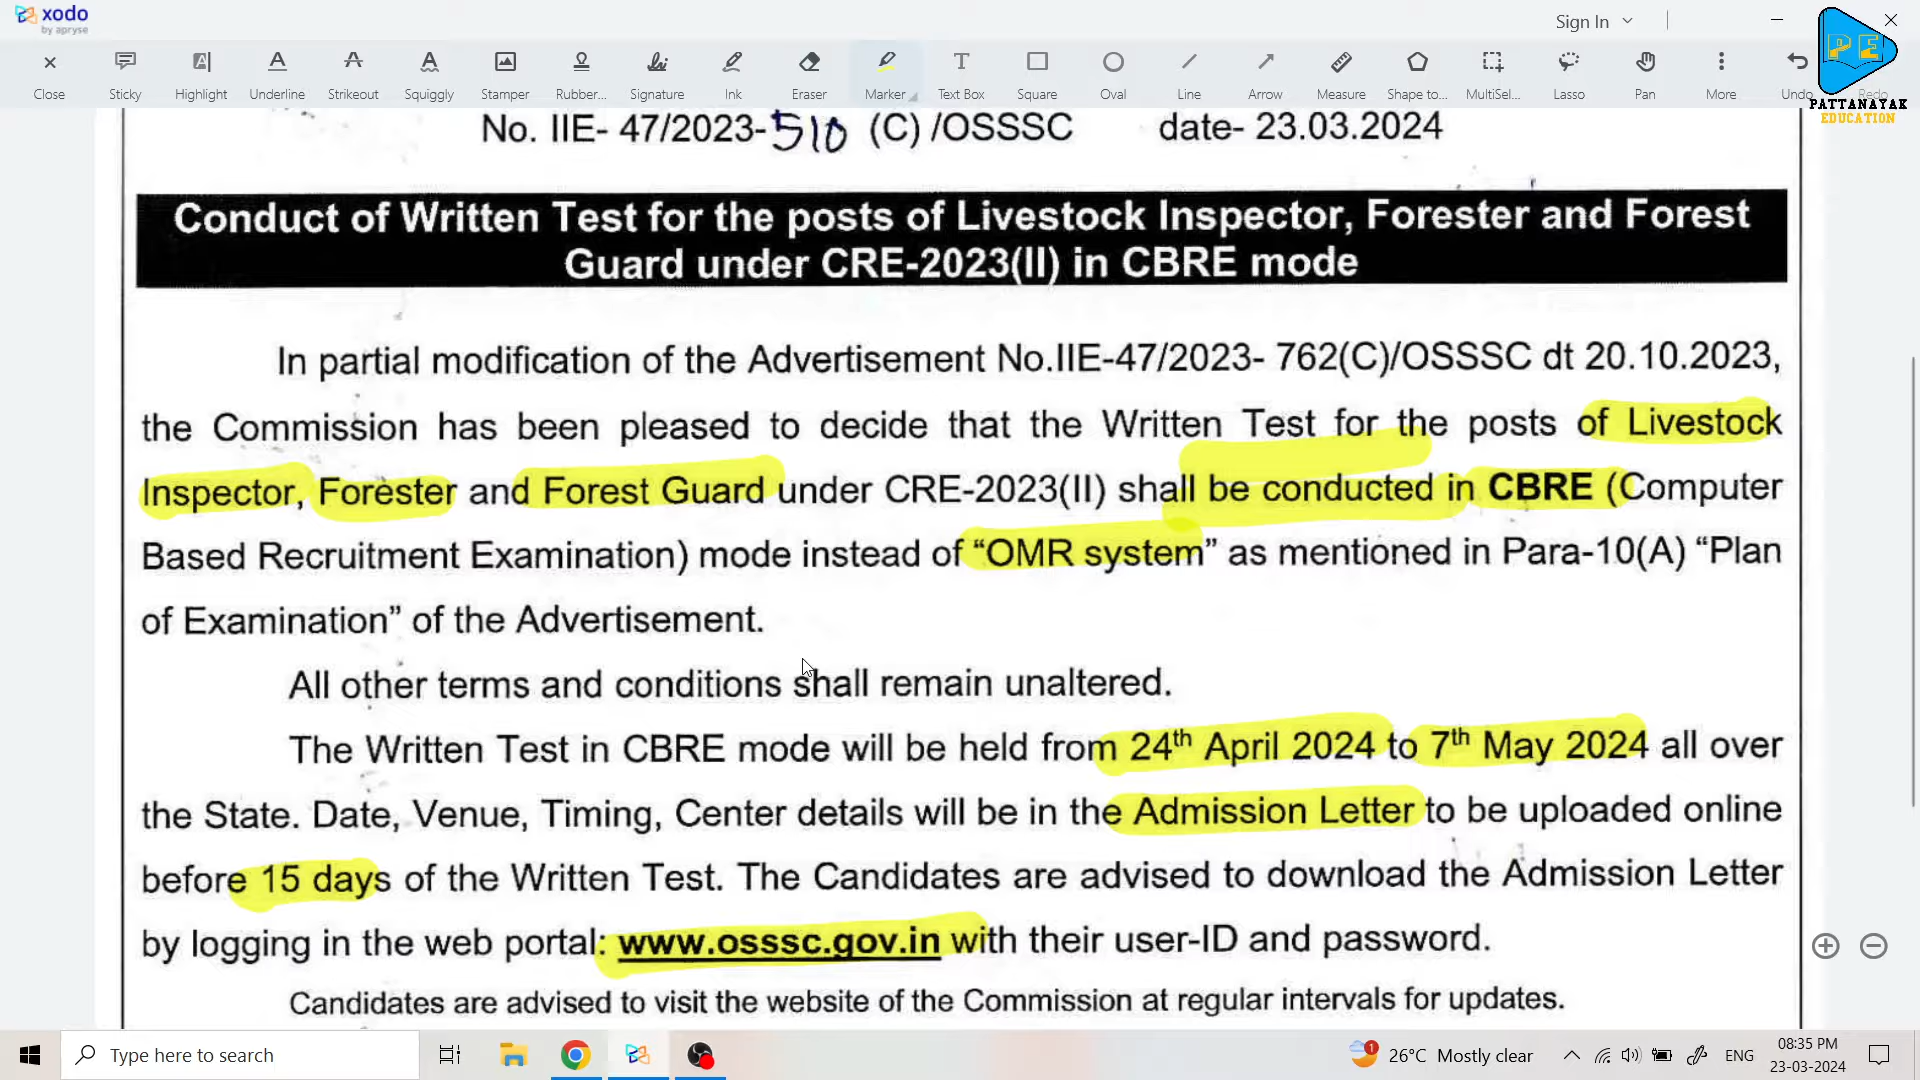 xodo
by apryse
Sign In
Close Sticky Highlight Underline Strikeout Squiggly Stamper Rubber... Signature Ink Eraser Marker Text Box Square Oval Line Arrow Measure Shape to... MultiSel... Lasso Pan More Undo Redo
PE
PATTANAYAK
EDUCATION
No. IIE- 47/2023-510 (C) /OSSSC date- 23.03.2024
Conduct of Written Test for the posts of Livestock Inspector, Forester and Forest
Guard under CRE-2023(II) in CBRE mode
In partial modification of the Advertisement No.IIE-47/2023- 762(C)/OSSSC dt 20.10.2023,
the Commission has been pleased to decide that the Written Test for the posts of Livestock
Inspector, Forester and Forest Guard under CRE-2023(II) shall be conducted in CBRE (Computer
Based Recruitment Examination) mode instead of “OMR system” as mentioned in Para-10(A) “Plan
of Examination” of the Advertisement.
All other terms and conditions shall remain unaltered.
The Written Test in CBRE mode will be held from 24th April 2024 to 7th May 2024 all over
the State. Date, Venue, Timing, Center details will be in the Admission Letter to be uploaded online
before 15 days of the Written Test. The Candidates are advised to download the Admission Letter
by logging in the web portal: www.osssc.gov.in with their user-ID and password.
Candidates are advised to visit the website of the Commission at regular intervals for updates.
Type here to search
1
26°C Mostly clear
ENG
08:35 PM
23-03-2024